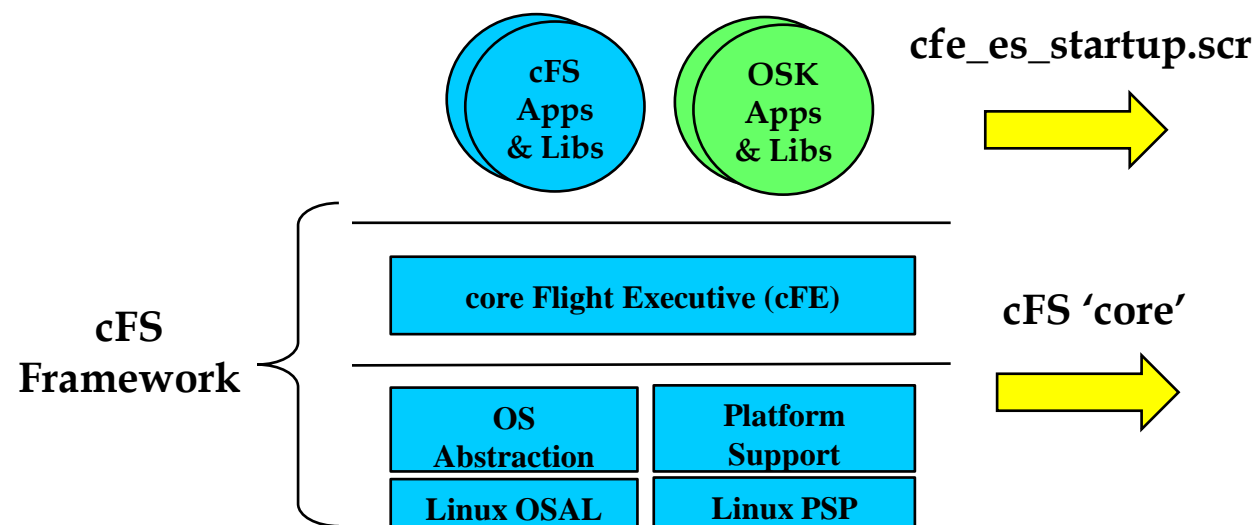 cfe_es_startup.scr
cFS
Apps
& Libs
OSK
Apps
& Libs
core Flight Executive (cFE)
cFS ‘core’
cFS
Framework
OS
Abstraction
Platform
Support
Linux OSAL
Linux PSP